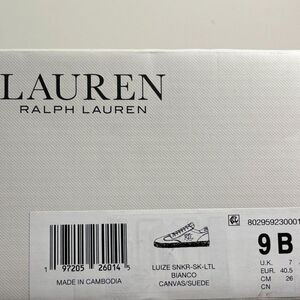 LAUREN
RALPH LAUREN
802959230001
9 B
U.K. 7
EUR. 40.5
CM 26
CN
1 97205 26014 5
MADE IN CAMBODIA
LUIZE SNKR-SK-LTL
BIANCO
CANVAS/SUEDE